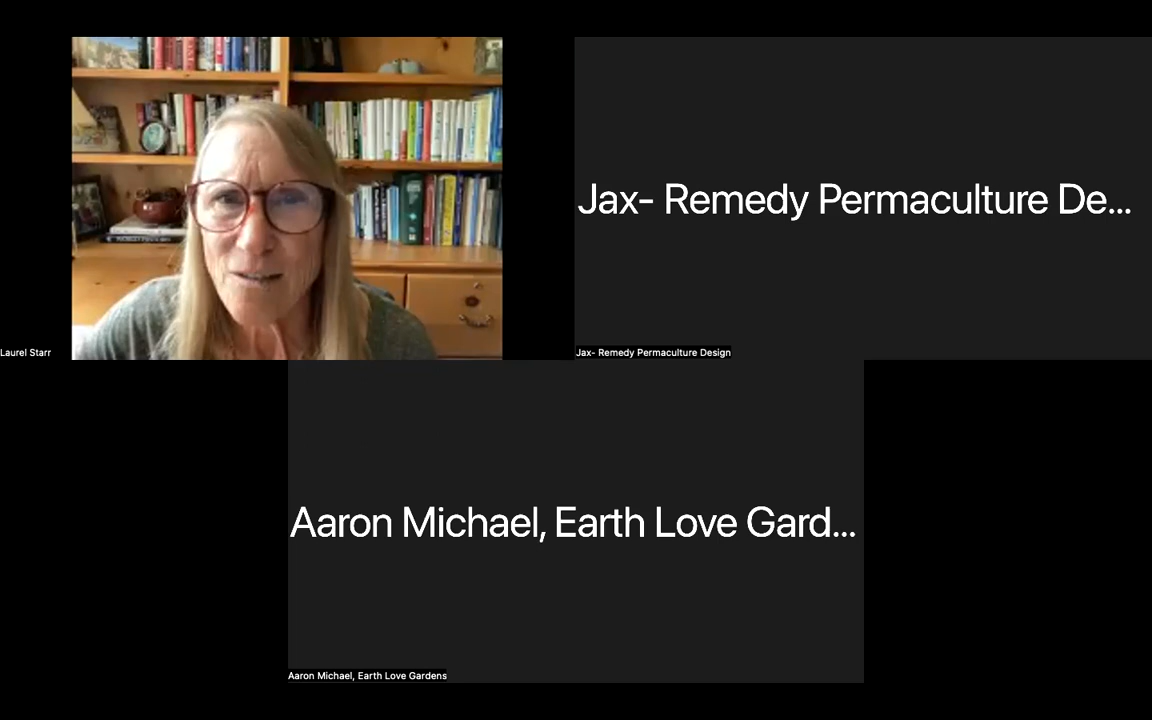 Jax- Remedy Permaculture De...
Laurel Starr
Jax- Remedy Permaculture Design
Aaron Michael, Earth Love Gard...
Aaron Michael, Earth Love Gardens